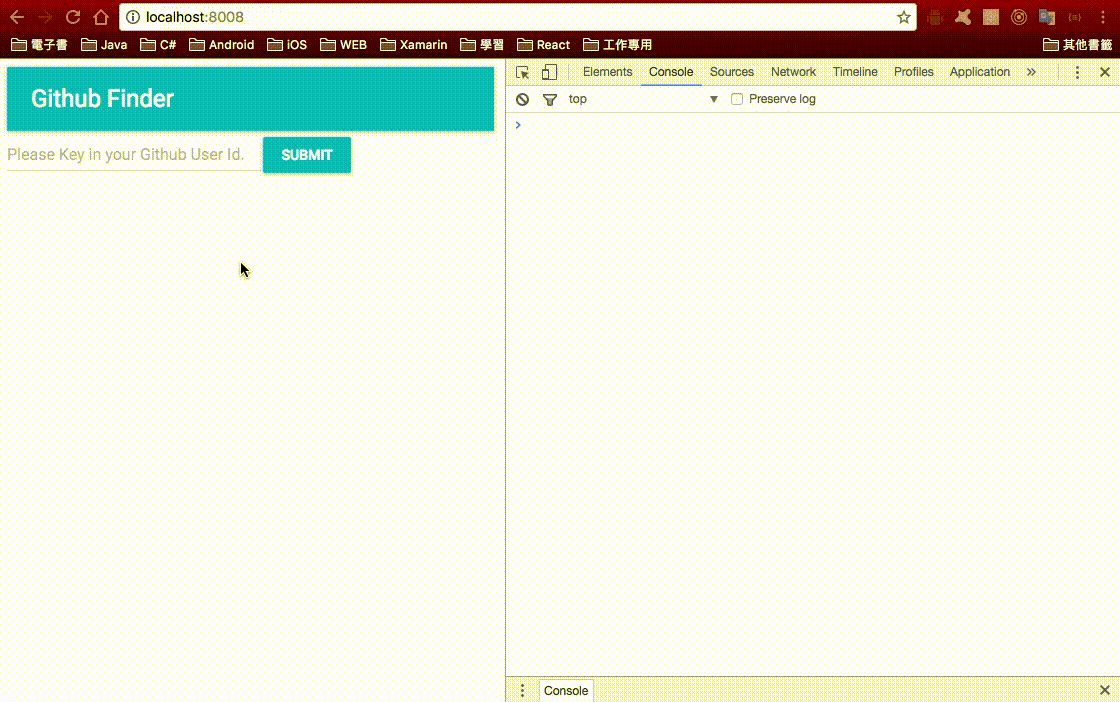 localhost:8008
電子書 Java C# Android iOS WEB Xamarin 學習 React 工作專用 其他書籤
Github Finder
Please Key in your Github User Id.
SUBMIT
Elements Console Sources Network Timeline Profiles Application »
top ▼ Preserve log
>
Console